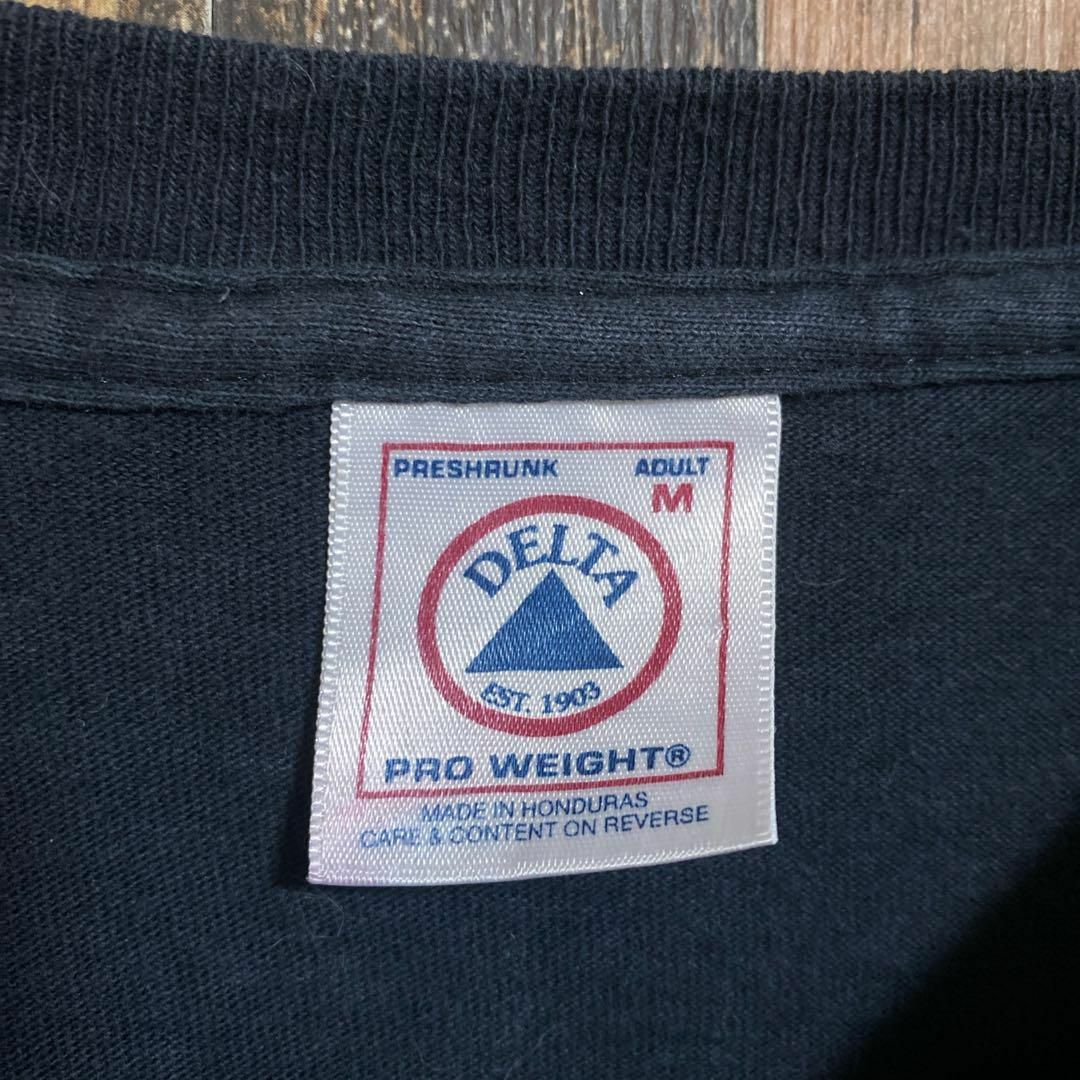 PRESHRUNK ADULT
M
DELTA
EST. 1903
PRO WEIGHT®
MADE IN HONDURAS
CARE & CONTENT ON REVERSE